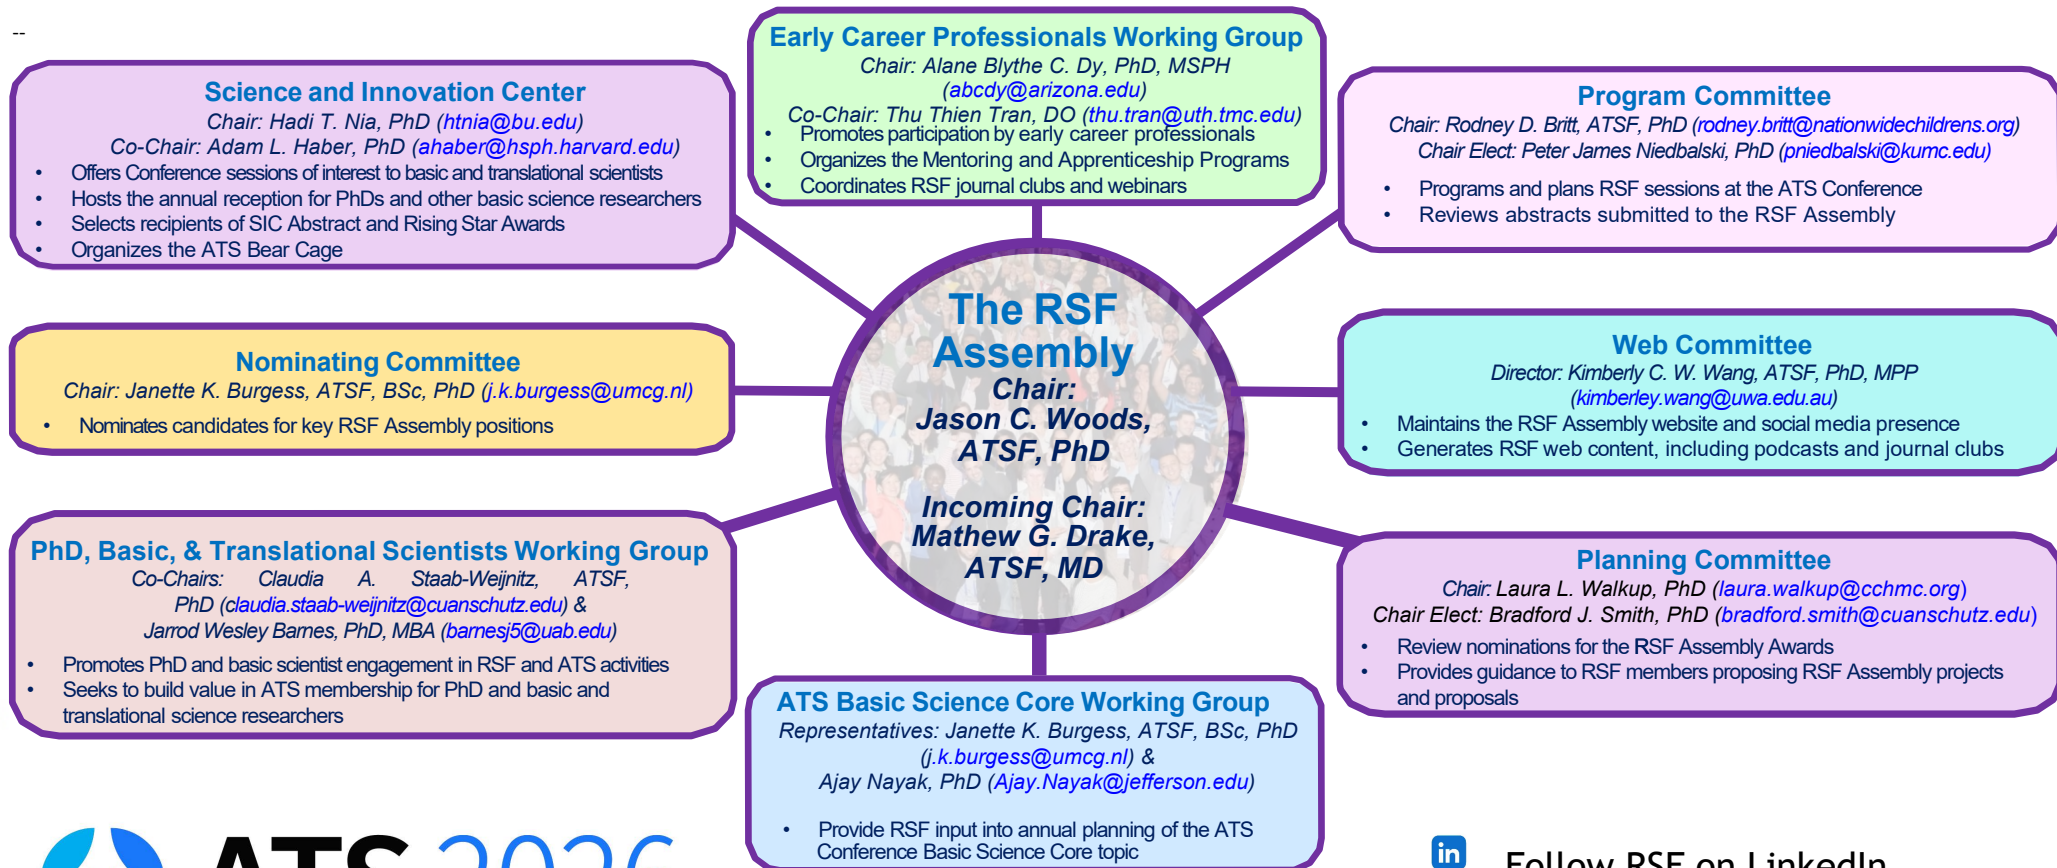 --
Science and Innovation Center
Chair: Hadi T. Nia, PhD (htnia@bu.edu)
Co-Chair: Adam L. Haber, PhD (ahaber@hsph.harvard.edu)
• Offers Conference sessions of interest to basic and translational scientists
• Hosts the annual reception for PhDs and other basic science researchers
• Selects recipients of SIC Abstract and Rising Star Awards
• Organizes the ATS Bear Cage
Early Career Professionals Working Group
Chair: Alane Blythe C. Dy, PhD, MSPH
(abcdy@arizona.edu)
Co-Chair: Thu Thien Tran, DO (thu.tran@uth.tmc.edu)
• Promotes participation by early career professionals
• Organizes the Mentoring and Apprenticeship Programs
• Coordinates RSF journal clubs and webinars
Program Committee
Chair: Rodney D. Britt, ATSF, PhD (rodney.britt@nationwidechildrens.org)
Chair Elect: Peter James Niedbalski, PhD (pniedbalski@kumc.edu)
• Programs and plans RSF sessions at the ATS Conference
• Reviews abstracts submitted to the RSF Assembly
The RSF
Assembly
Chair:
Jason C. Woods,
ATSF, PhD
Incoming Chair:
Mathew G. Drake,
ATSF, MD
Nominating Committee
Chair: Janette K. Burgess, ATSF, BSc, PhD (j.k.burgess@umcg.nl)
• Nominates candidates for key RSF Assembly positions
Web Committee
Director: Kimberly C. W. Wang, ATSF, PhD, MPP
(kimberley.wang@uwa.edu.au)
• Maintains the RSF Assembly website and social media presence
• Generates RSF web content, including podcasts and journal clubs
PhD, Basic, & Translational Scientists Working Group
Co-Chairs: Claudia A. Staab-Weijnitz, ATSF,
PhD (claudia.staab-weijnitz@cuanschutz.edu) &
Jarrod Wesley Barnes, PhD, MBA (barnesj5@uab.edu)
• Promotes PhD and basic scientist engagement in RSF and ATS activities
• Seeks to build value in ATS membership for PhD and basic and
translational science researchers
Planning Committee
Chair: Laura L. Walkup, PhD (laura.walkup@cchmc.org)
Chair Elect: Bradford J. Smith, PhD (bradford.smith@cuanschutz.edu)
• Review nominations for the RSF Assembly Awards
• Provides guidance to RSF members proposing RSF Assembly projects
and proposals
ATS Basic Science Core Working Group
Representatives: Janette K. Burgess, ATSF, BSc, PhD
(j.k.burgess@umcg.nl) &
Ajay Nayak, PhD (Ajay.Nayak@jefferson.edu)
• Provide RSF input into annual planning of the ATS
Conference Basic Science Core topic
ATS 2026
in
Follow RSF on LinkedIn